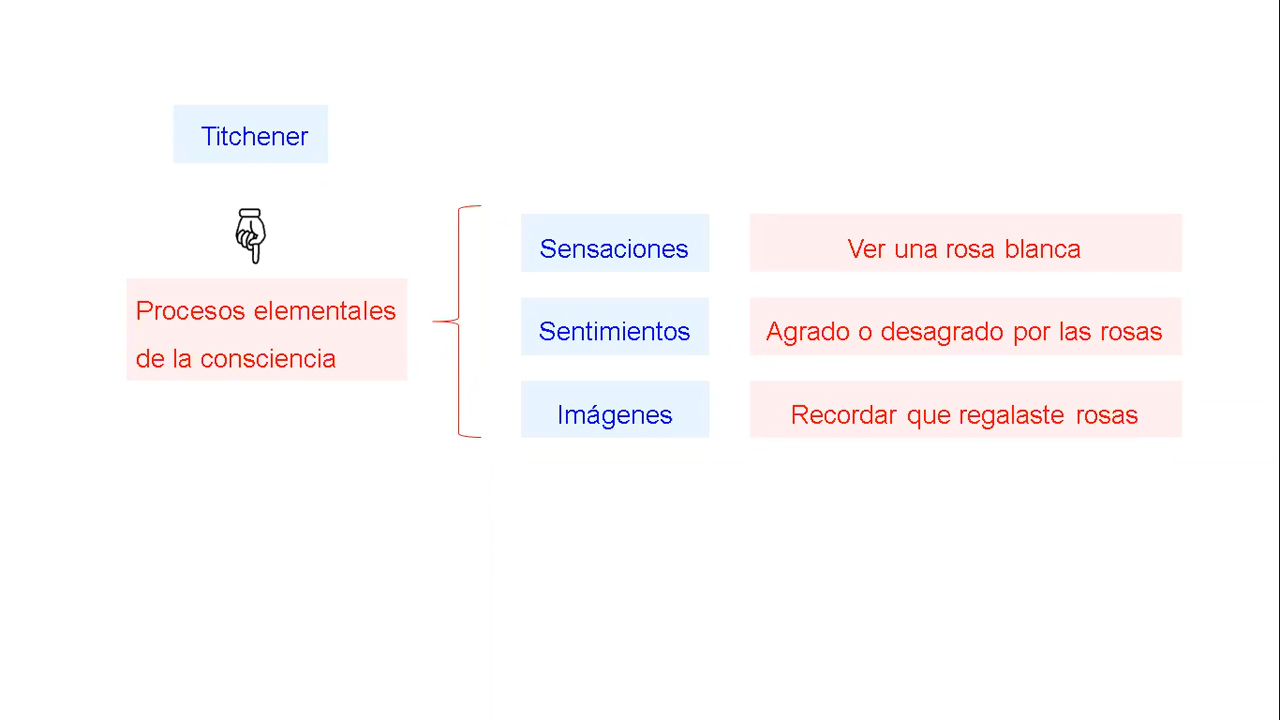 Titchener
Procesos elementales
de la consciencia
Sensaciones
Ver una rosa blanca
Sentimientos
Agrado o desagrado por las rosas
Imágenes
Recordar que regalaste rosas